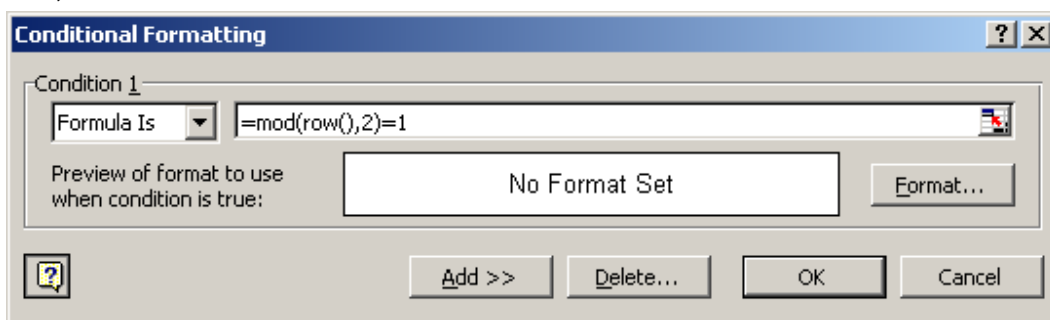 Conditional Formatting
Condition 1
Formula Is
=mod(row(),2)=1
Preview of format to use
when condition is true:
No Format Set
Format...
Add >>
Delete...
OK
Cancel